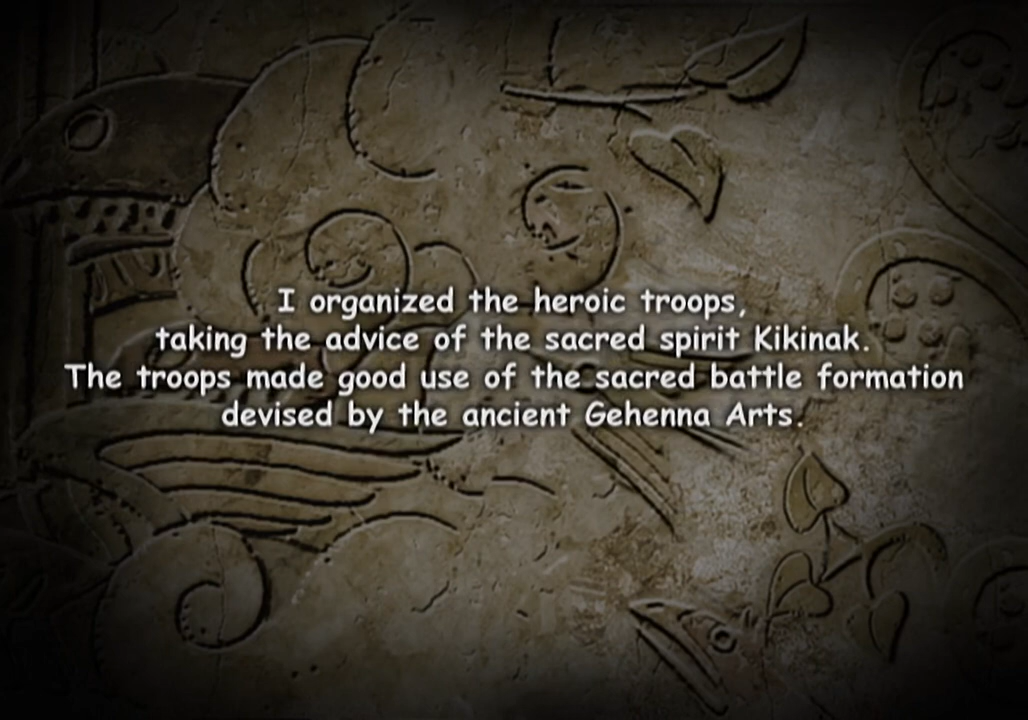 I organized the heroic troops,
taking the advice of the sacred spirit Kikinak.
The troops made good use of the sacred battle formation
devised by the ancient Gehenna Arts.